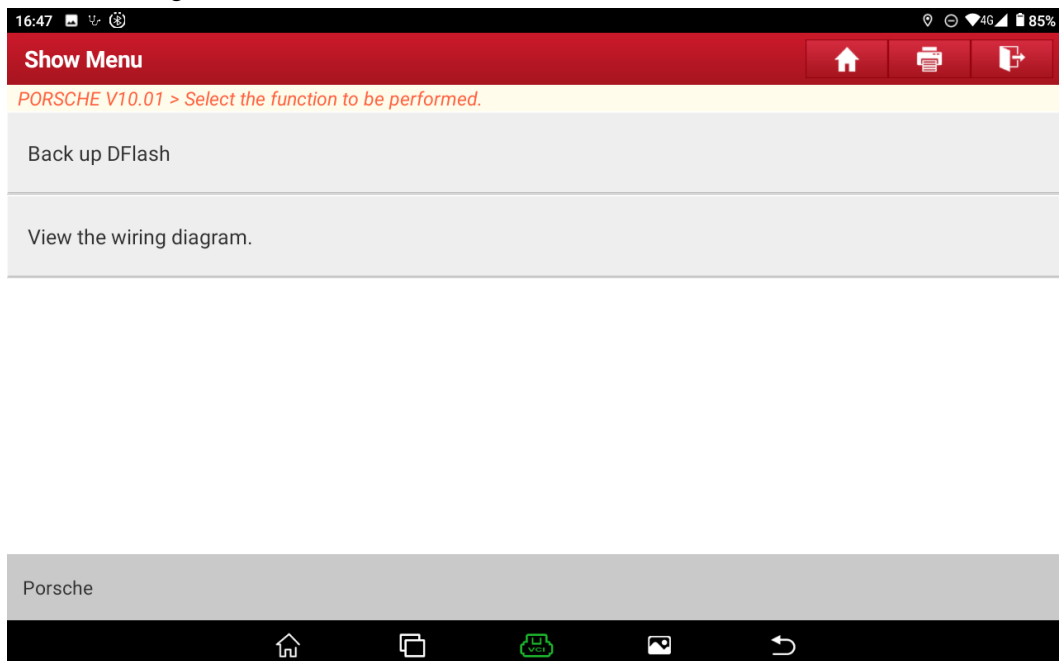 16:47 4G 85%
Show Menu
PORSCHE V10.01 > Select the function to be performed.
Back up DFlash
View the wiring diagram.
Porsche
VCI